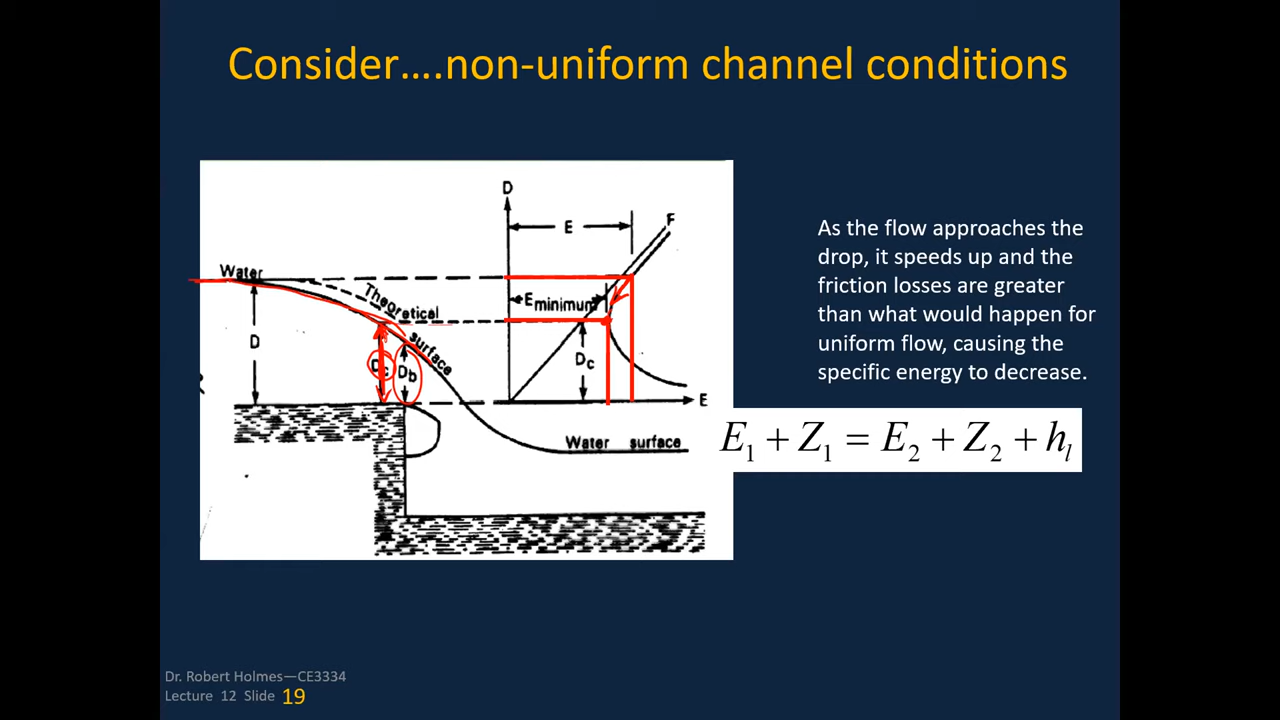 Consider….non-uniform channel conditions
D
E
F
Water
E minimum
Theoretical
D
Dc
Db
surface
Dc
E
Water surface
As the flow approaches the
drop, it speeds up and the
friction losses are greater
than what would happen for
uniform flow, causing the
specific energy to decrease.
E₁ + Z₁ = E₂ + Z₂ + hₗ
Dr. Robert Holmes—CE3334
Lecture 12 Slide 19